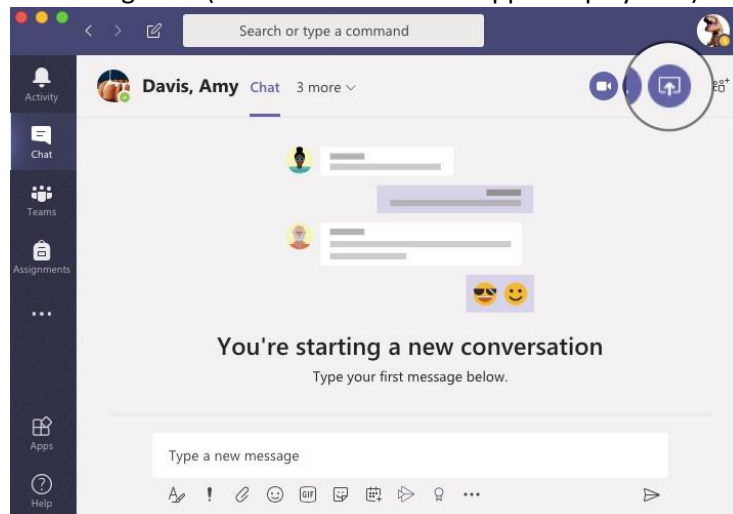 Search or type a command
Activity
Davis, Amy Chat 3 more
Chat
Teams
Assignments
You're starting a new conversation
Type your first message below.
Apps
Type a new message
GIF
Help